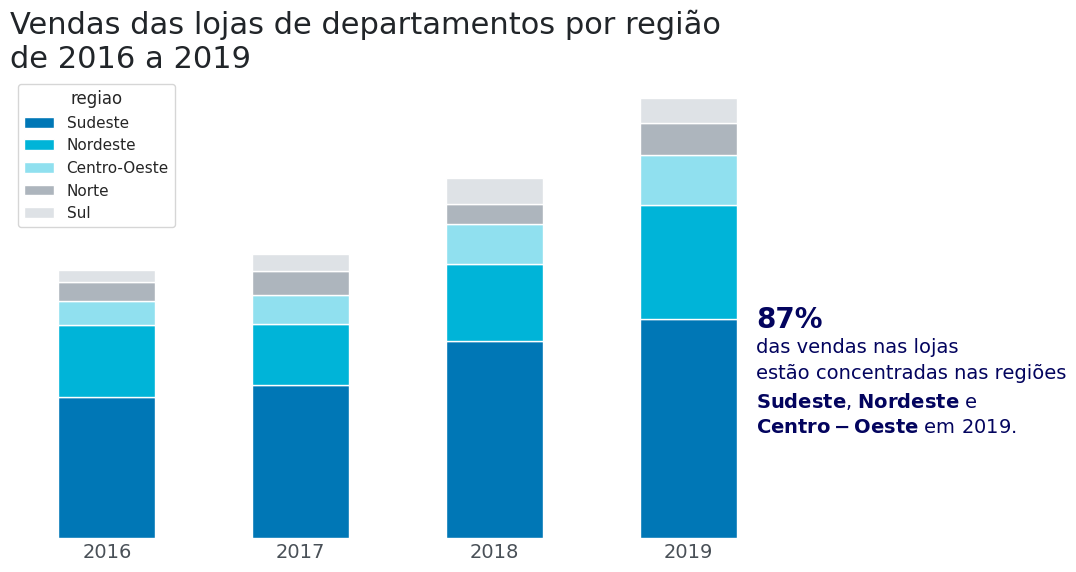 Vendas das lojas de departamentos por região
de 2016 a 2019
regiao
Sudeste
Nordeste
Centro-Oeste
Norte
Sul
87%
das vendas nas lojas
estão concentradas nas regiões
Sudeste, Nordeste e
Centro−Oeste em 2019.
2016
2017
2018
2019